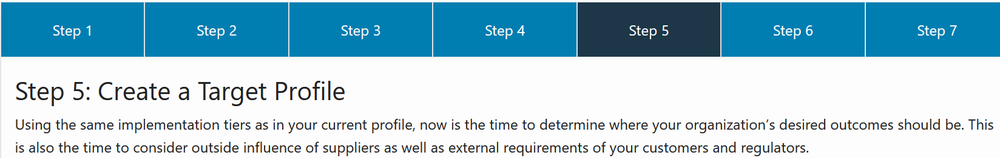 Step 1 Step 2 Step 3 Step 4 Step 5 Step 6 Step 7
Step 5: Create a Target Profile
Using the same implementation tiers as in your current profile, now is the time to determine where your organization’s desired outcomes should be. This
is also the time to consider outside influence of suppliers as well as external requirements of your customers and regulators.